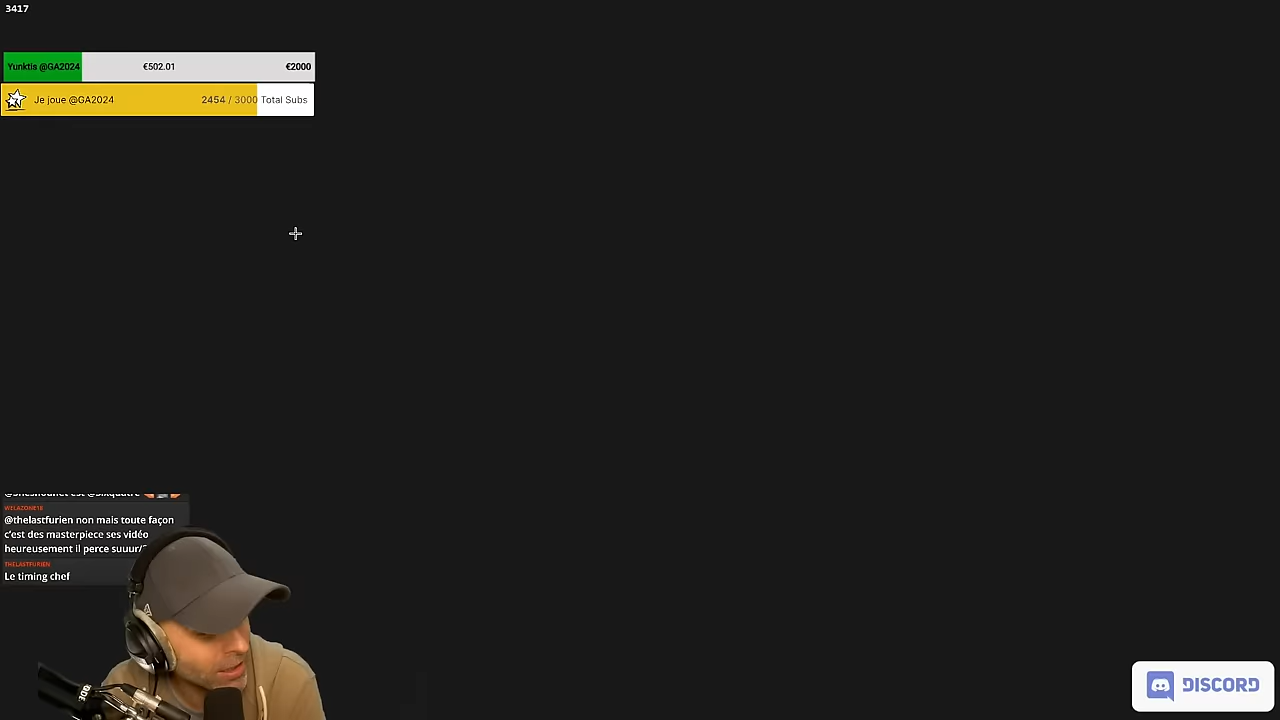 3417
Yunktis @GA2024 €502.01 €2000
Je joue @GA2024 2454 / 3000 Total Subs
WELAZONE18
@thelastfurien non mais toute façon
c'est des masterpiece ses vidéo
heureusement il perce suuur/
THELASTFURIEN
Le timing chef
DISCORD